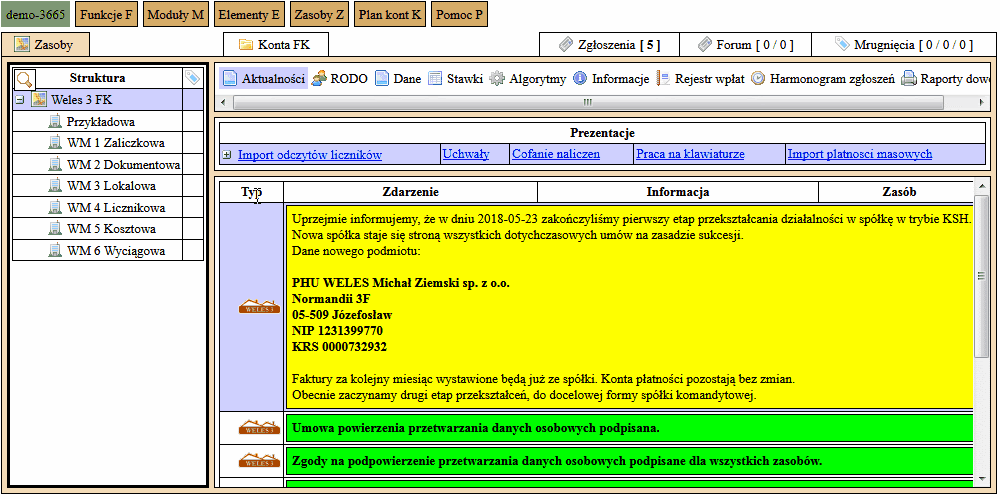 demo-3665 Funkcje F Moduły M Elementy E Zasoby Z Plan kont K Pomoc P
Zasoby Konta FK Zgłoszenia [ 5 ] Forum [ 0 / 0 ] Mrugnięcia [ 0 / 0 / 0 ]
Struktura
Weles 3 FK
Przykładowa
WM 1 Zaliczkowa
WM 2 Dokumentowa
WM 3 Lokalowa
WM 4 Licznikowa
WM 5 Kosztowa
WM 6 Wyciągowa
Aktualności RODO Dane Stawki Algorytmy Informacje Rejestr wpłat Harmonogram zgłoszeń Raporty dow
Prezentacje
Import odczytów liczników Uchwały Cofanie naliczen Praca na klawiaturze Import platnosci masowych
Typ Zdarzenie Informacja Zasób
Uprzejmie informujemy, że w dniu 2018-05-23 zakończyliśmy pierwszy etap przekształcania działalności w spółkę w trybie KSH.
Nowa spółka staje się stroną wszystkich dotychczasowych umów na zasadzie sukcesji.
Dane nowego podmiotu:
PHU WELES Michał Ziemski sp. z o.o.
Normandii 3F
05-509 Józefosław
NIP 1231399770
KRS 0000732932
Faktury za kolejny miesiąc wystawione będą już ze spółki. Konta płatności pozostają bez zmian.
Obecnie zaczynamy drugi etap przekształceń, do docelowej formy spółki komandytowej.
WELES 3
Umowa powierzenia przetwarzania danych osobowych podpisana.
WELES 3
Zgody na podpowierzenie przetwarzania danych osobowych podpisane dla wszystkich zasobów.
WELES 3